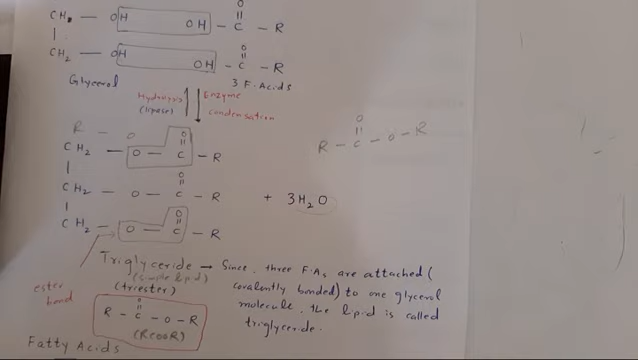 O
CH₂ — OH OH — C — R
O
CH₂ — OH OH — C — R
Glycerol 3 F.Acids
Hydrolysis Enzyme
(lipase) condensation
R — O O
CH₂ — O — C — R
O
R — C — O — R
O
CH₂ — O — C — R + 3H₂O
O
CH₂ — O — C — R
Triglyceride → Since, three F.As are attached (
(simple lipid) covalently bonded) to one glycerol
(triester) molecule, the lipid is called
triglyceride.
ester
bond
O
R — C — O — R
(RCOOR)
Fatty Acids